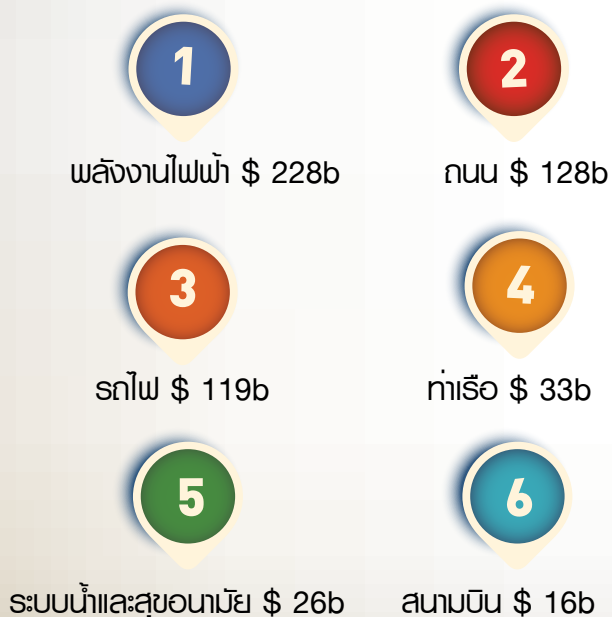 1
2
พลังงานไฟฟ้า $ 228b
ถนน $ 128b
3
4
รถไฟ $ 119b
ท่าเรือ $ 33b
5
6
ระบบน้ำและสุขอนามัย $ 26b
สนามบิน $ 16b